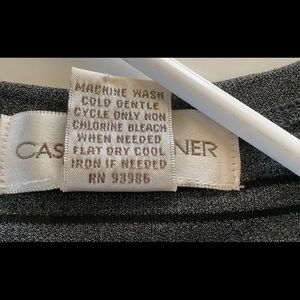 MACHINE WASH
COLD GENTLE
CYCLE ONLY NON
CHLORINE BLEACH
WHEN NEEDED
FLAT DRY COOL
IRON IF NEEDED
RN 93986
CAS NER